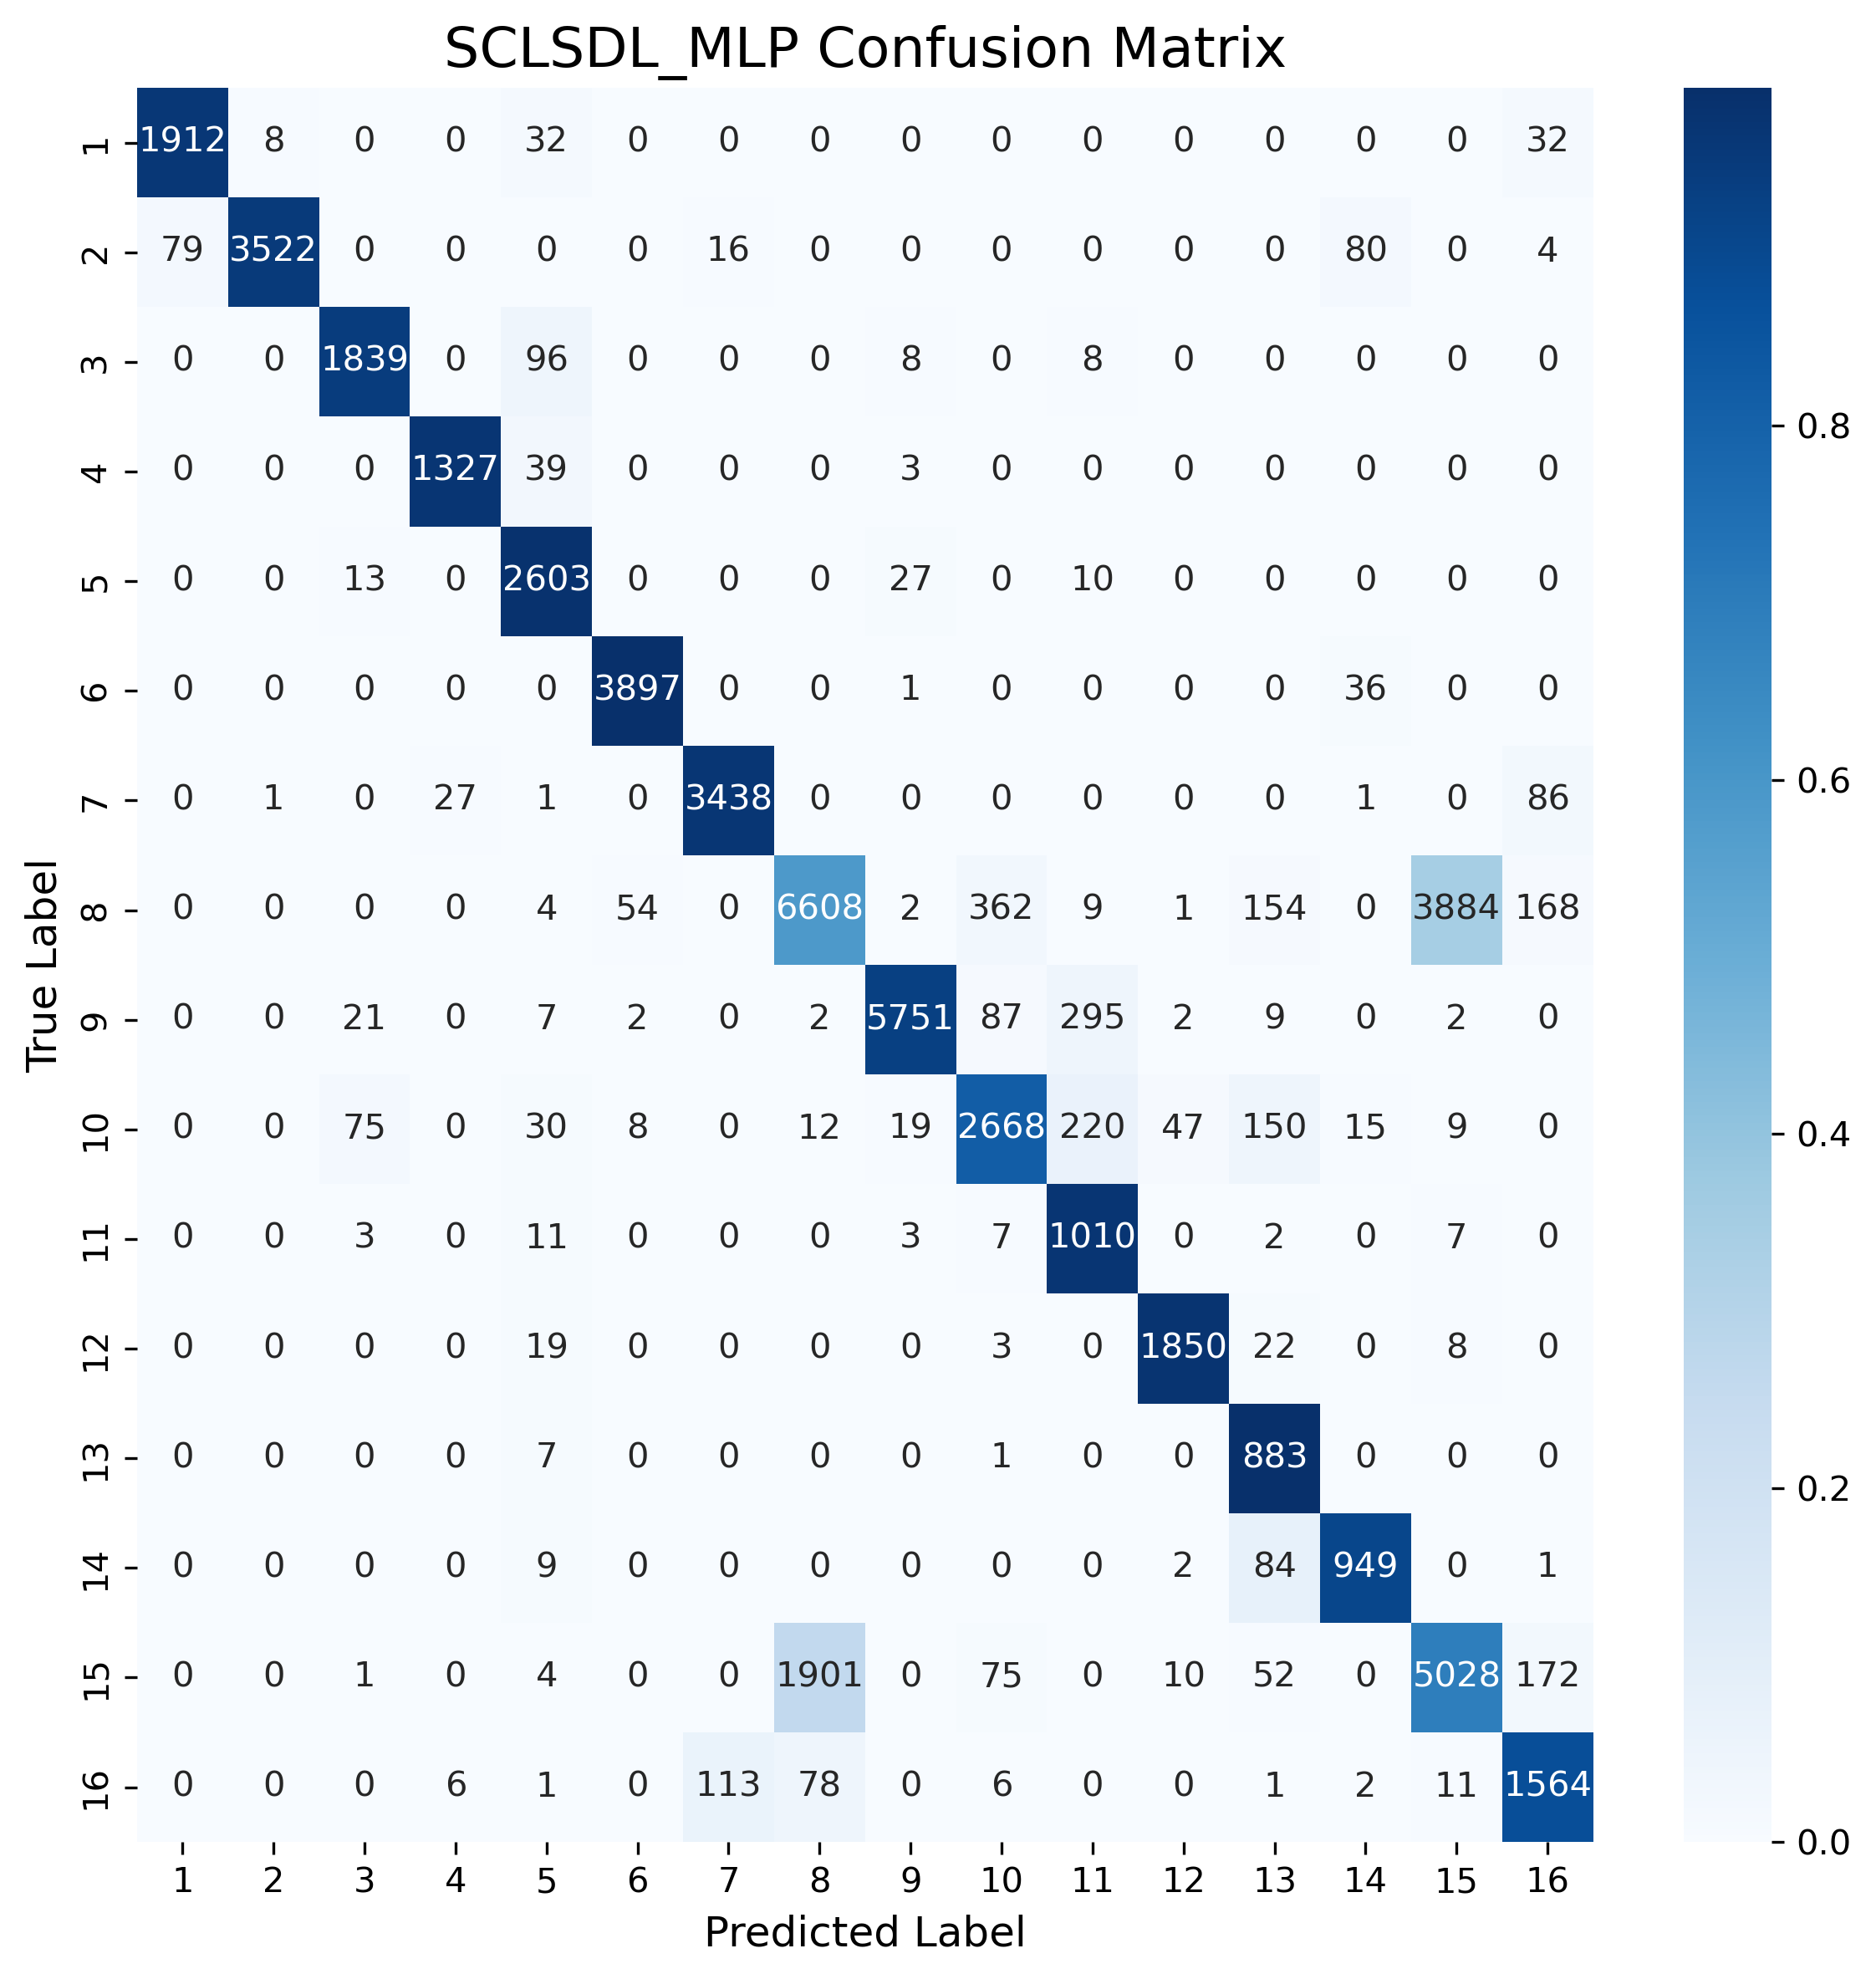 SCLSDL_MLP Confusion Matrix
1 1912 8 0 0 32 0 0 0 0 0 0 0 0 0 0 32
2 79 3522 0 0 0 0 16 0 0 0 0 0 0 80 0 4
3 0 0 1839 0 96 0 0 0 8 0 8 0 0 0 0 0
0.8
4 0 0 0 1327 39 0 0 0 3 0 0 0 0 0 0 0
5 0 0 13 0 2603 0 0 0 27 0 10 0 0 0 0 0
6 0 0 0 0 0 3897 0 0 1 0 0 0 0 36 0 0
0.6
7 0 1 0 27 1 0 3438 0 0 0 0 0 0 1 0 86
8 0 0 0 0 4 54 0 6608 2 362 9 1 154 0 3884 168
True Label
9 0 0 21 0 7 2 0 2 5751 87 295 2 9 0 2 0
10 0 0 75 0 30 8 0 12 19 2668 220 47 150 15 9 0
0.4
11 0 0 3 0 11 0 0 0 3 7 1010 0 2 0 7 0
12 0 0 0 0 19 0 0 0 0 3 0 1850 22 0 8 0
13 0 0 0 0 7 0 0 0 0 1 0 0 883 0 0 0
0.2
14 0 0 0 0 9 0 0 0 0 0 0 2 84 949 0 1
15 0 0 1 0 4 0 0 1901 0 75 0 10 52 0 5028 172
16 0 0 0 6 1 0 113 78 0 6 0 0 1 2 11 1564
0.0
1 2 3 4 5 6 7 8 9 10 11 12 13 14 15 16
Predicted Label